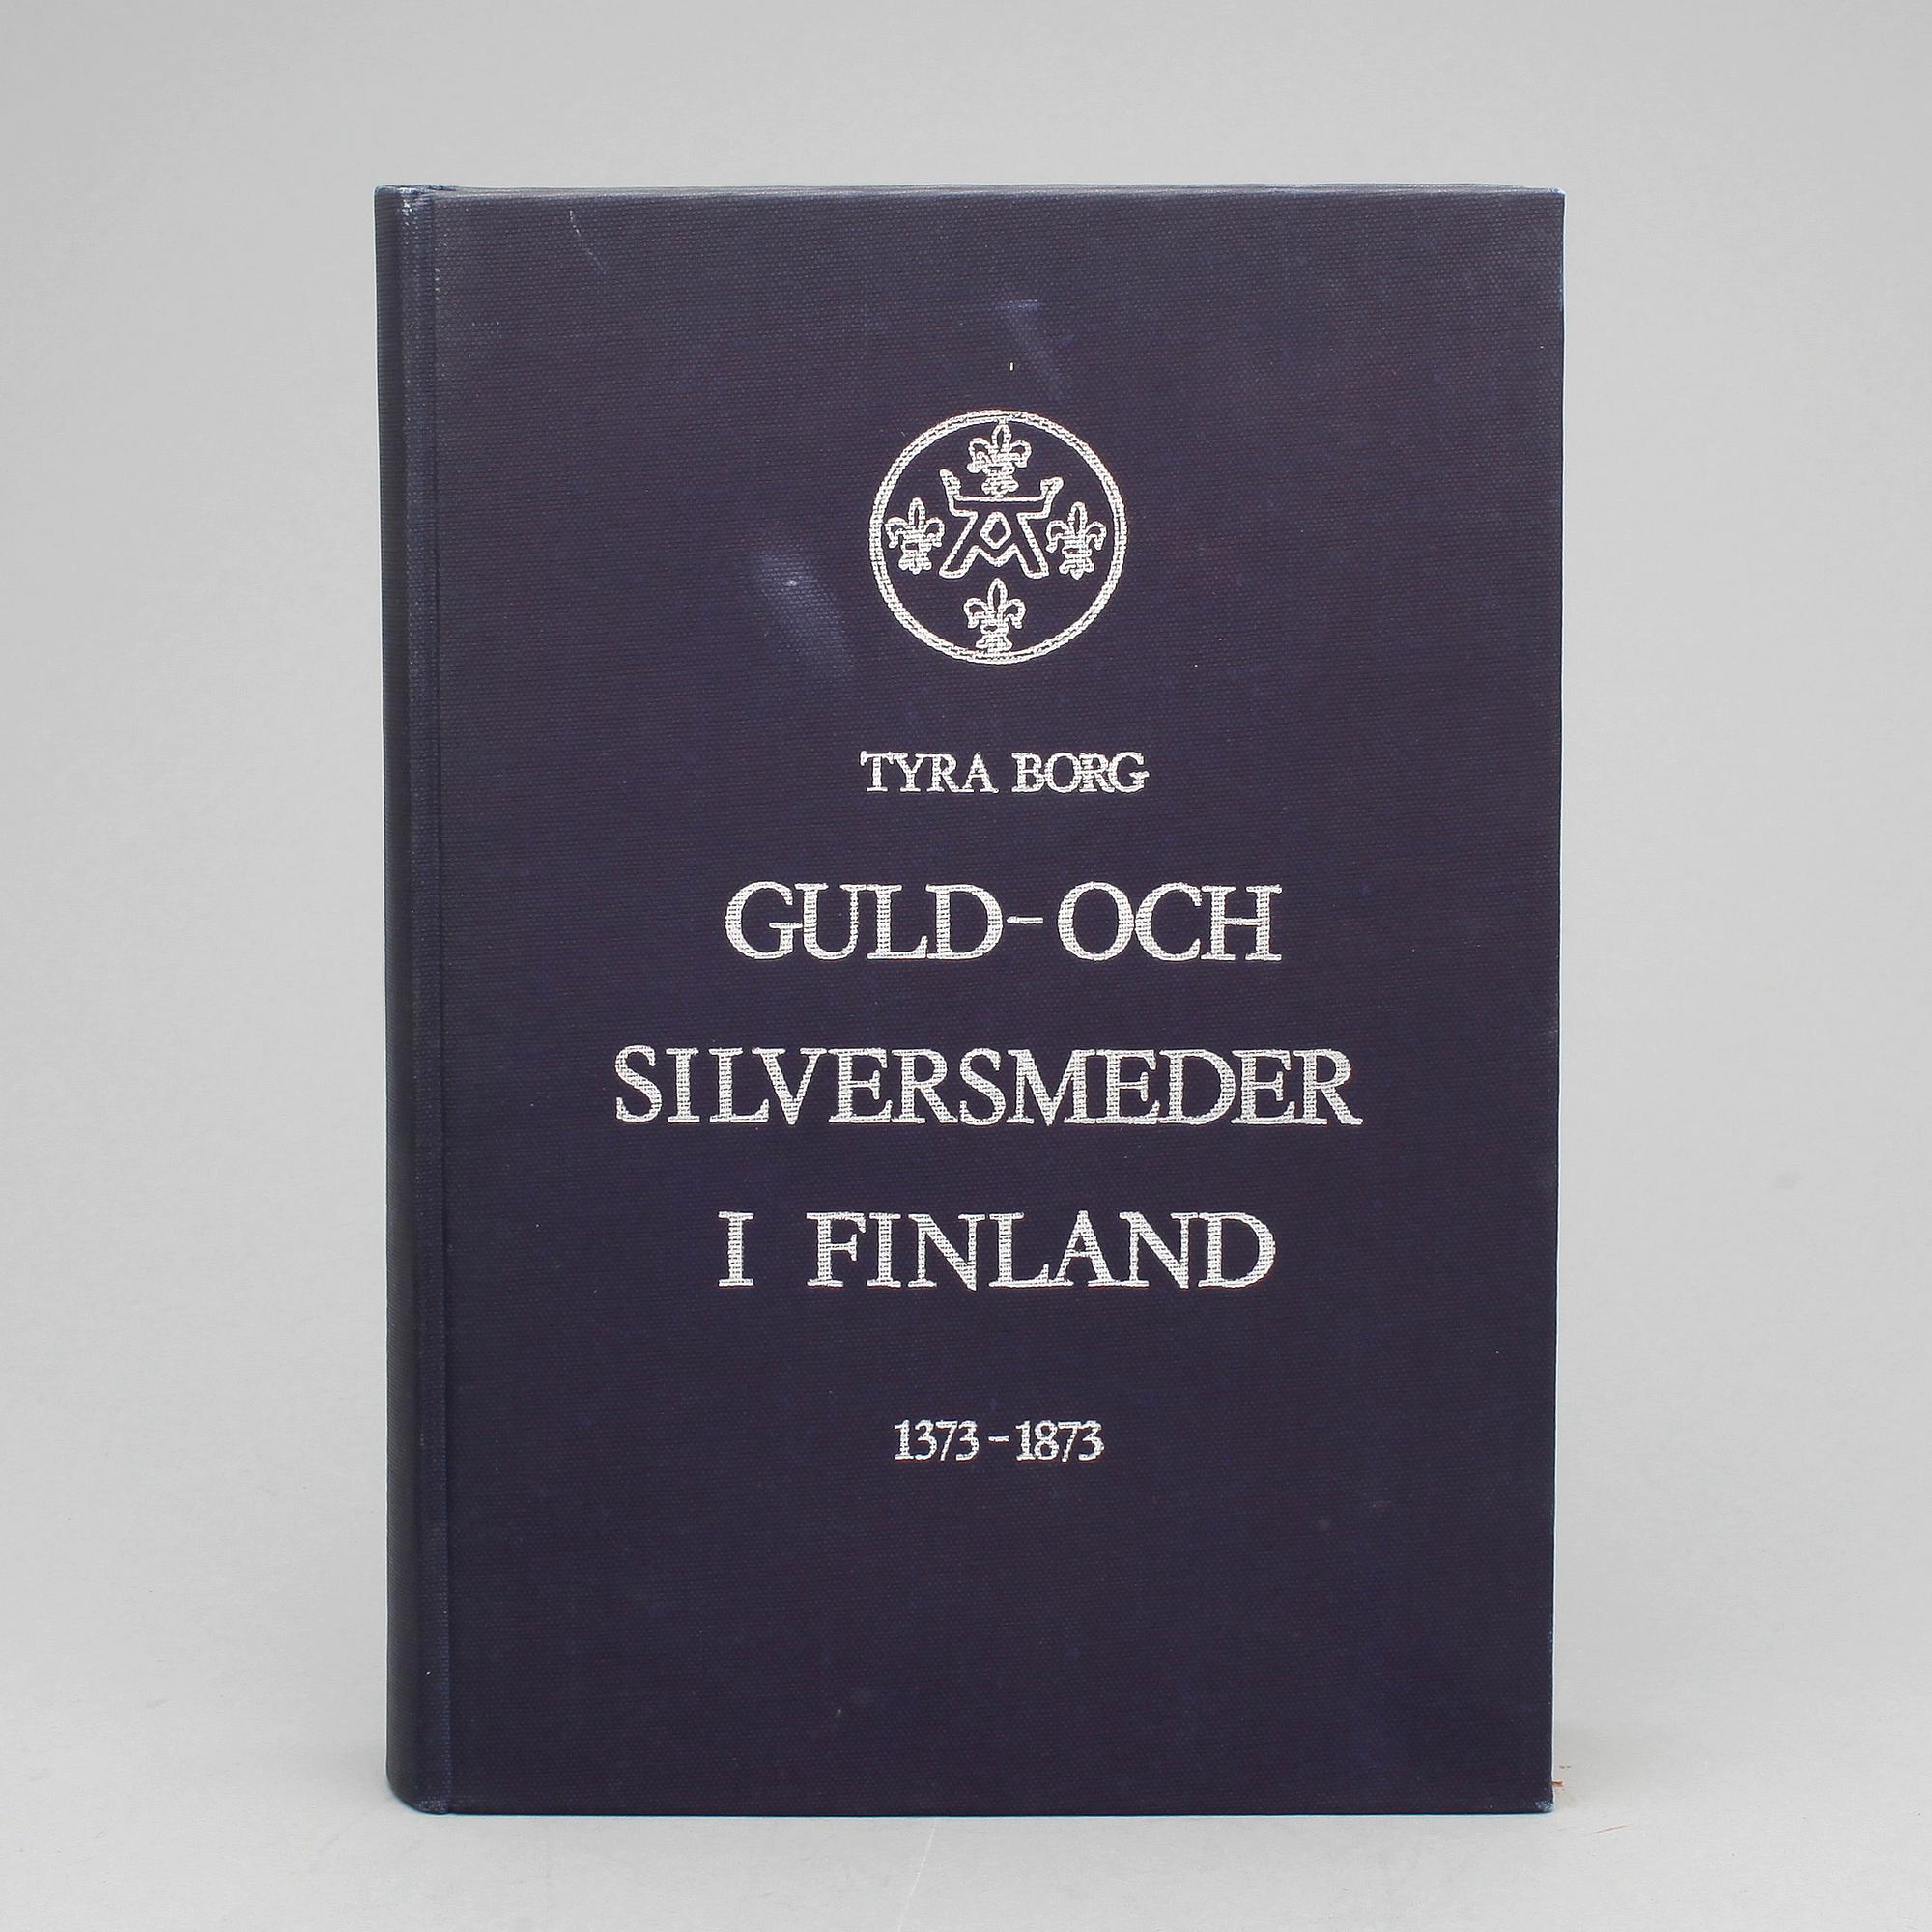 TYRA BORG
GULD-OCH
SILVERSMEDER
I FINLAND
1373-1873